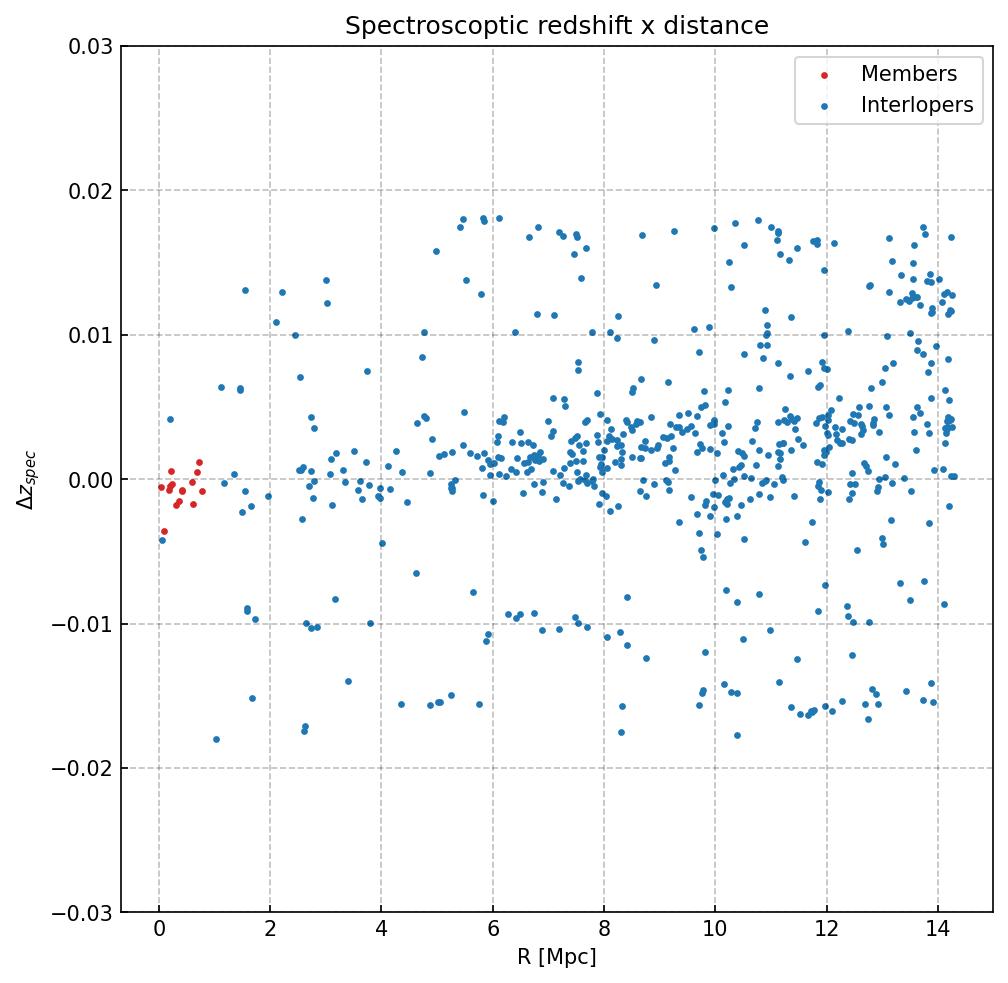 Spectroscoptic redshift x distance
Members
Interlopers
0.03
0.02
0.01
0.00
−0.01
−0.02
−0.03
Δz_spec
0 2 4 6 8 10 12 14
R [Mpc]